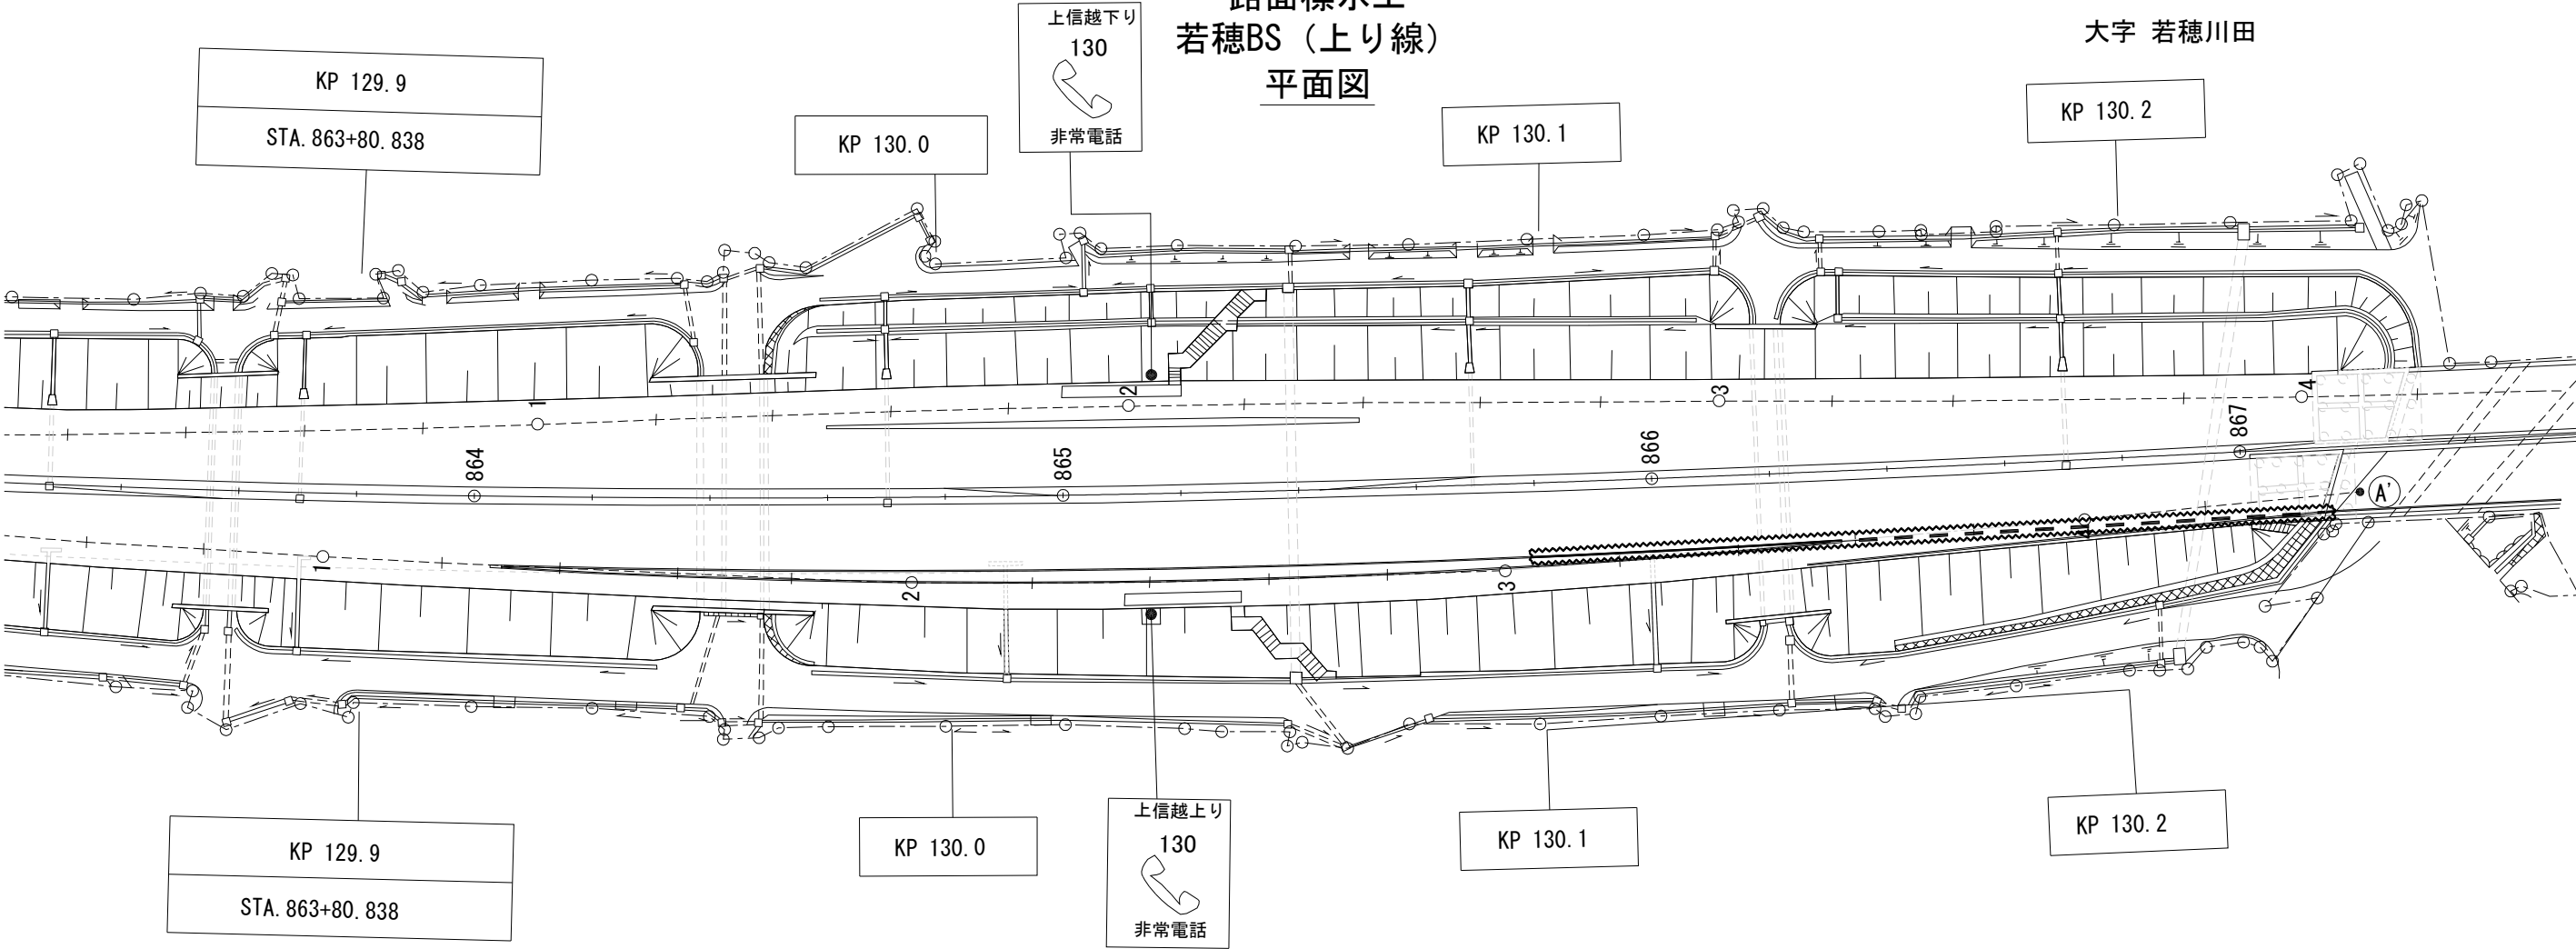 若穂BS（上り線）
平面図
大字 若穂川田
上信越下り
130
非常電話
KP 129.9
STA.863+80.838
KP 130.0
KP 130.1
KP 130.2
1
2
3
4
864
865
866
867
A'
1
2
3
4
KP 129.9
STA.863+80.838
KP 130.0
上信越上り
130
非常電話
KP 130.1
KP 130.2